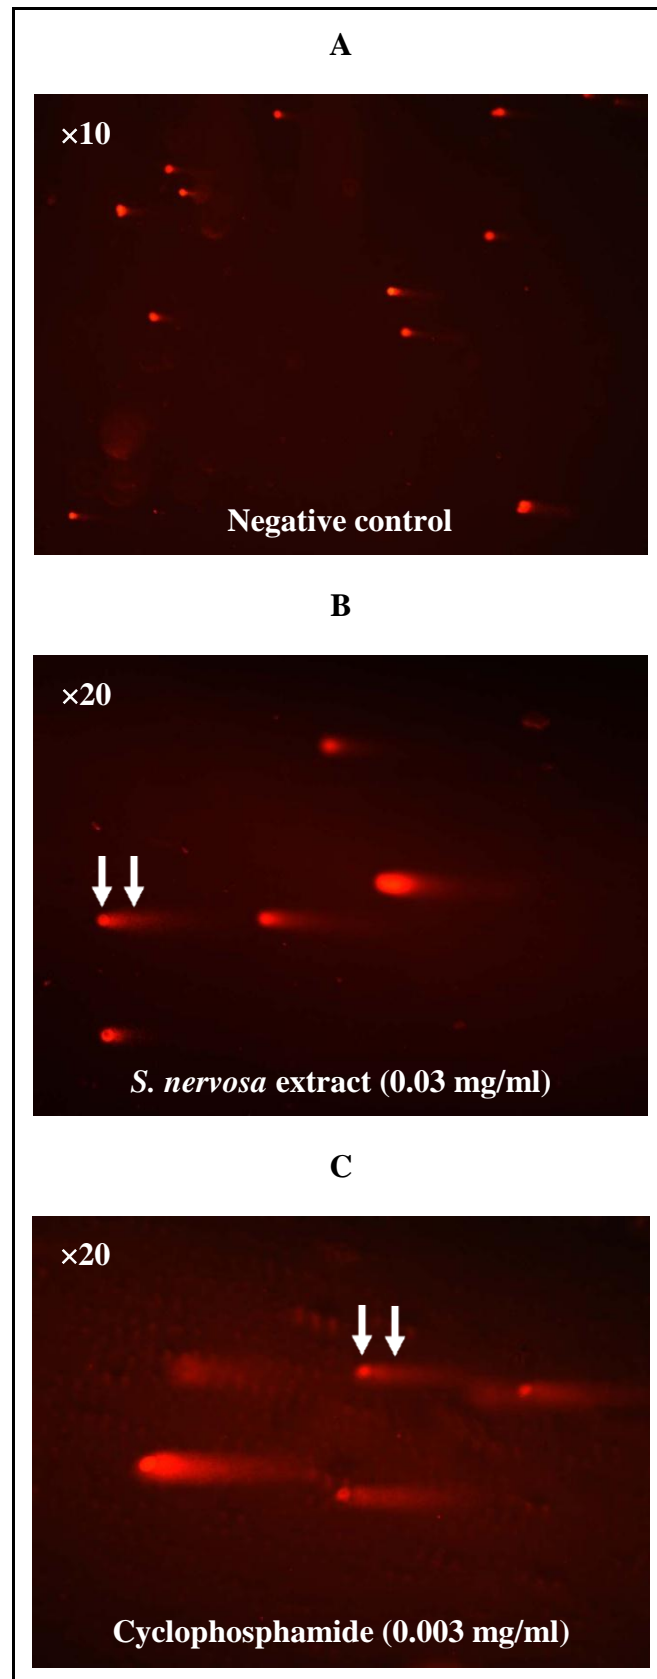 A
×10
Negative control
B
×20
S. nervosa extract (0.03 mg/ml)
C
×20
Cyclophosphamide (0.003 mg/ml)